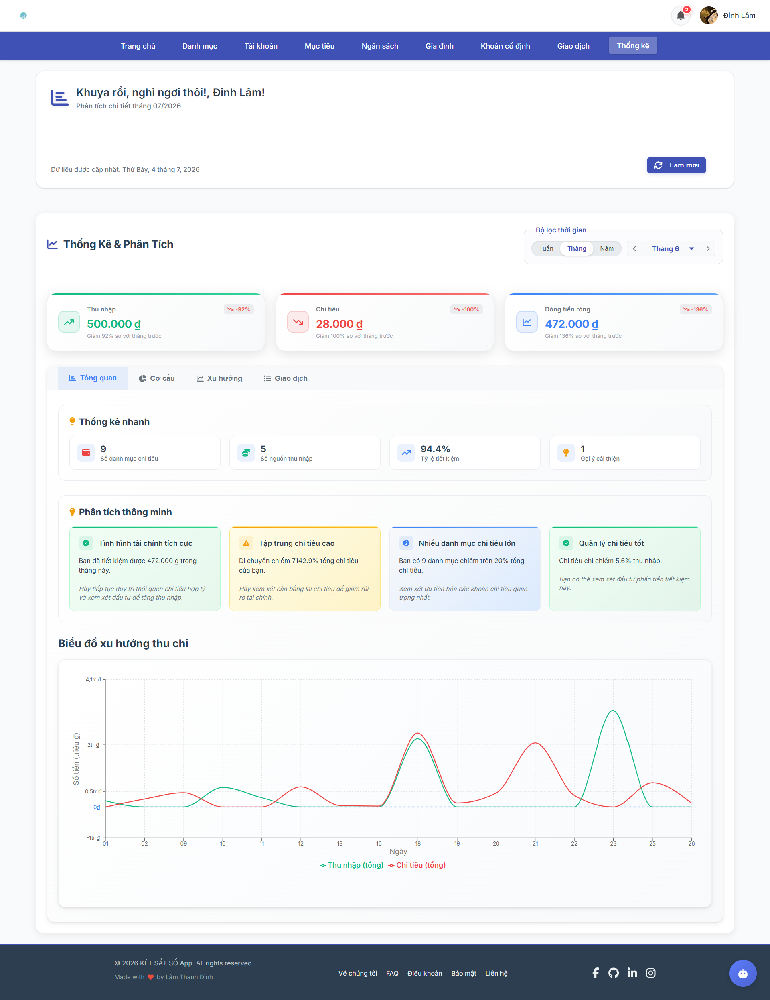 2
Đình Lâm
Trang chủ
Danh mục
Tài khoản
Mục tiêu
Ngân sách
Gia đình
Khoản cố định
Giao dịch
Thống kê
Khuya rồi, nghỉ ngơi thôi!, Đình Lâm!
Phân tích chi tiết tháng 07/2026
Dữ liệu được cập nhật: Thứ Bảy, 4 tháng 7, 2026
Làm mới
Thống Kê & Phân Tích
Bộ lọc thời gian
Tuần
Tháng
Năm
Tháng 6
Thu nhập
-92%
500.000 ₫
Giảm 92% so với tháng trước
Chi tiêu
-100%
28.000 ₫
Giảm 100% so với tháng trước
Dòng tiền ròng
-136%
472.000 ₫
Giảm 136% so với tháng trước
Tổng quan
Cơ cấu
Xu hướng
Giao dịch
Thống kê nhanh
9
Số danh mục chi tiêu
5
Số nguồn thu nhập
94.4%
Tỷ lệ tiết kiệm
1
Gợi ý cải thiện
Phân tích thông minh
Tình hình tài chính tích cực
Bạn đã tiết kiệm được 472.000 ₫ trong
tháng này.
Hãy tiếp tục duy trì thói quen chi tiêu hợp lý
và xem xét đầu tư để tăng thu nhập.
Tập trung chi tiêu cao
Di chuyển chiếm 7142.9% tổng chi tiêu
của bạn.
Hãy xem xét cân bằng lại chi tiêu để giảm rủi
ro tài chính.
Nhiều danh mục chi tiêu lớn
Bạn có 9 danh mục chiếm trên 20% tổng
chi tiêu.
Xem xét ưu tiên hóa các khoản chi tiêu quan
trọng nhất.
Quản lý chi tiêu tốt
Chi tiêu chỉ chiếm 5.6% thu nhập.
Bạn có thể xem xét đầu tư phần tiền tiết kiệm
này.
Biểu đồ xu hướng thu chi
Số tiền (triệu ₫)
4,1tr ₫
2tr ₫
0,5tr ₫
0₫
-1tr ₫
01 02 09 10 11 12 13 16 18 19 20 21 22 23 25 26
Ngày
Thu nhập (tổng) Chi tiêu (tổng)
© 2026 KÉT SẮT SỐ App. All rights reserved.
Made with ❤ by Lâm Thanh Đỉnh
Về chúng tôi
FAQ
Điều khoản
Bảo mật
Liên hệ